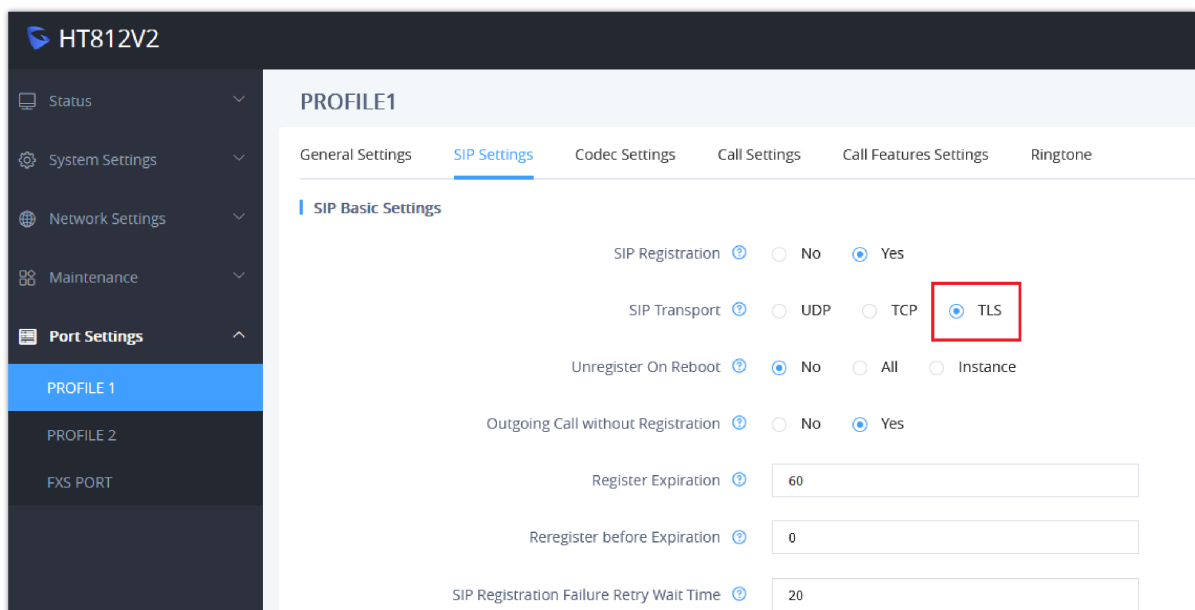 HT812V2
Status
System Settings
Network Settings
Maintenance
Port Settings
PROFILE 1
PROFILE 2
FXS PORT
PROFILE1
General Settings SIP Settings Codec Settings Call Settings Call Features Settings Ringtone
SIP Basic Settings
SIP Registration ? No Yes
SIP Transport ? UDP TCP TLS
Unregister On Reboot ? No All Instance
Outgoing Call without Registration ? No Yes
Register Expiration ? 60
Reregister before Expiration ? 0
SIP Registration Failure Retry Wait Time ? 20